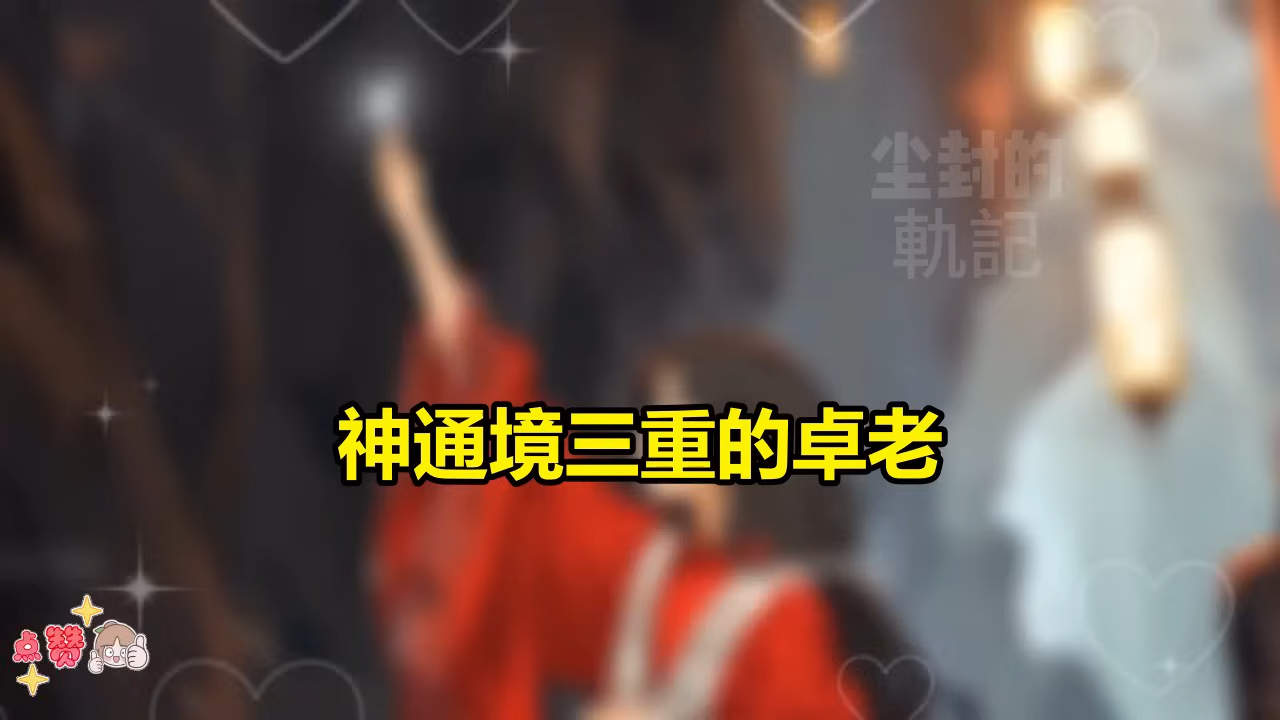 尘封的
軌記
神通境三重的卓老
点赞